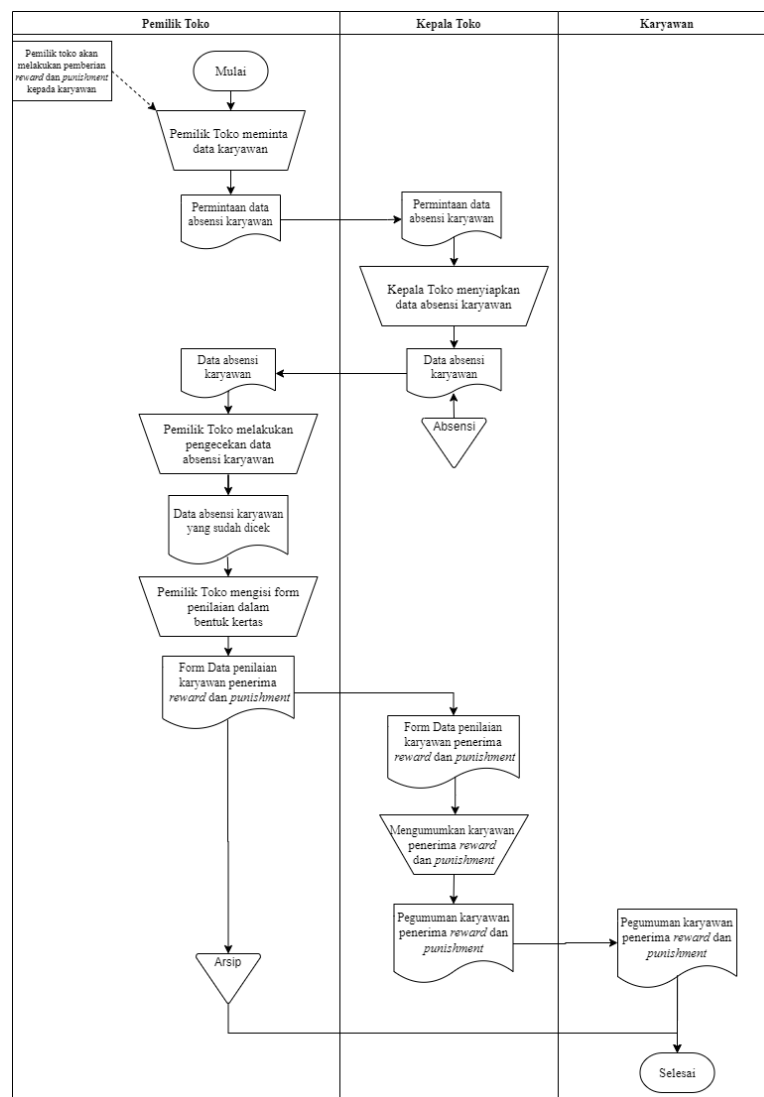 Pemilik Toko
Kepala Toko
Karyawan
Pemilik toko akan
melakukan pemberian
reward dan punishment
kepada karyawan
Mulai
Pemilik Toko meminta
data karyawan
Permintaan data
absensi karyawan
Permintaan data
absensi karyawan
Kepala Toko menyiapkan
data absensi karyawan
Data absensi
karyawan
Data absensi
karyawan
Absensi
Pemilik Toko melakukan
pengecekan data
absensi karyawan
Data absensi karyawan
yang sudah dicek
Pemilik Toko mengisi form
penilaian dalam
bentuk kertas
Form Data penilaian
karyawan penerima
reward dan punishment
Form Data penilaian
karyawan penerima
reward dan punishment
Mengumumkan karyawan
penerima reward
dan punishment
Pegumuman karyawan
penerima reward dan
punishment
Pegumuman karyawan
penerima reward dan
punishment
Arsip
Selesai